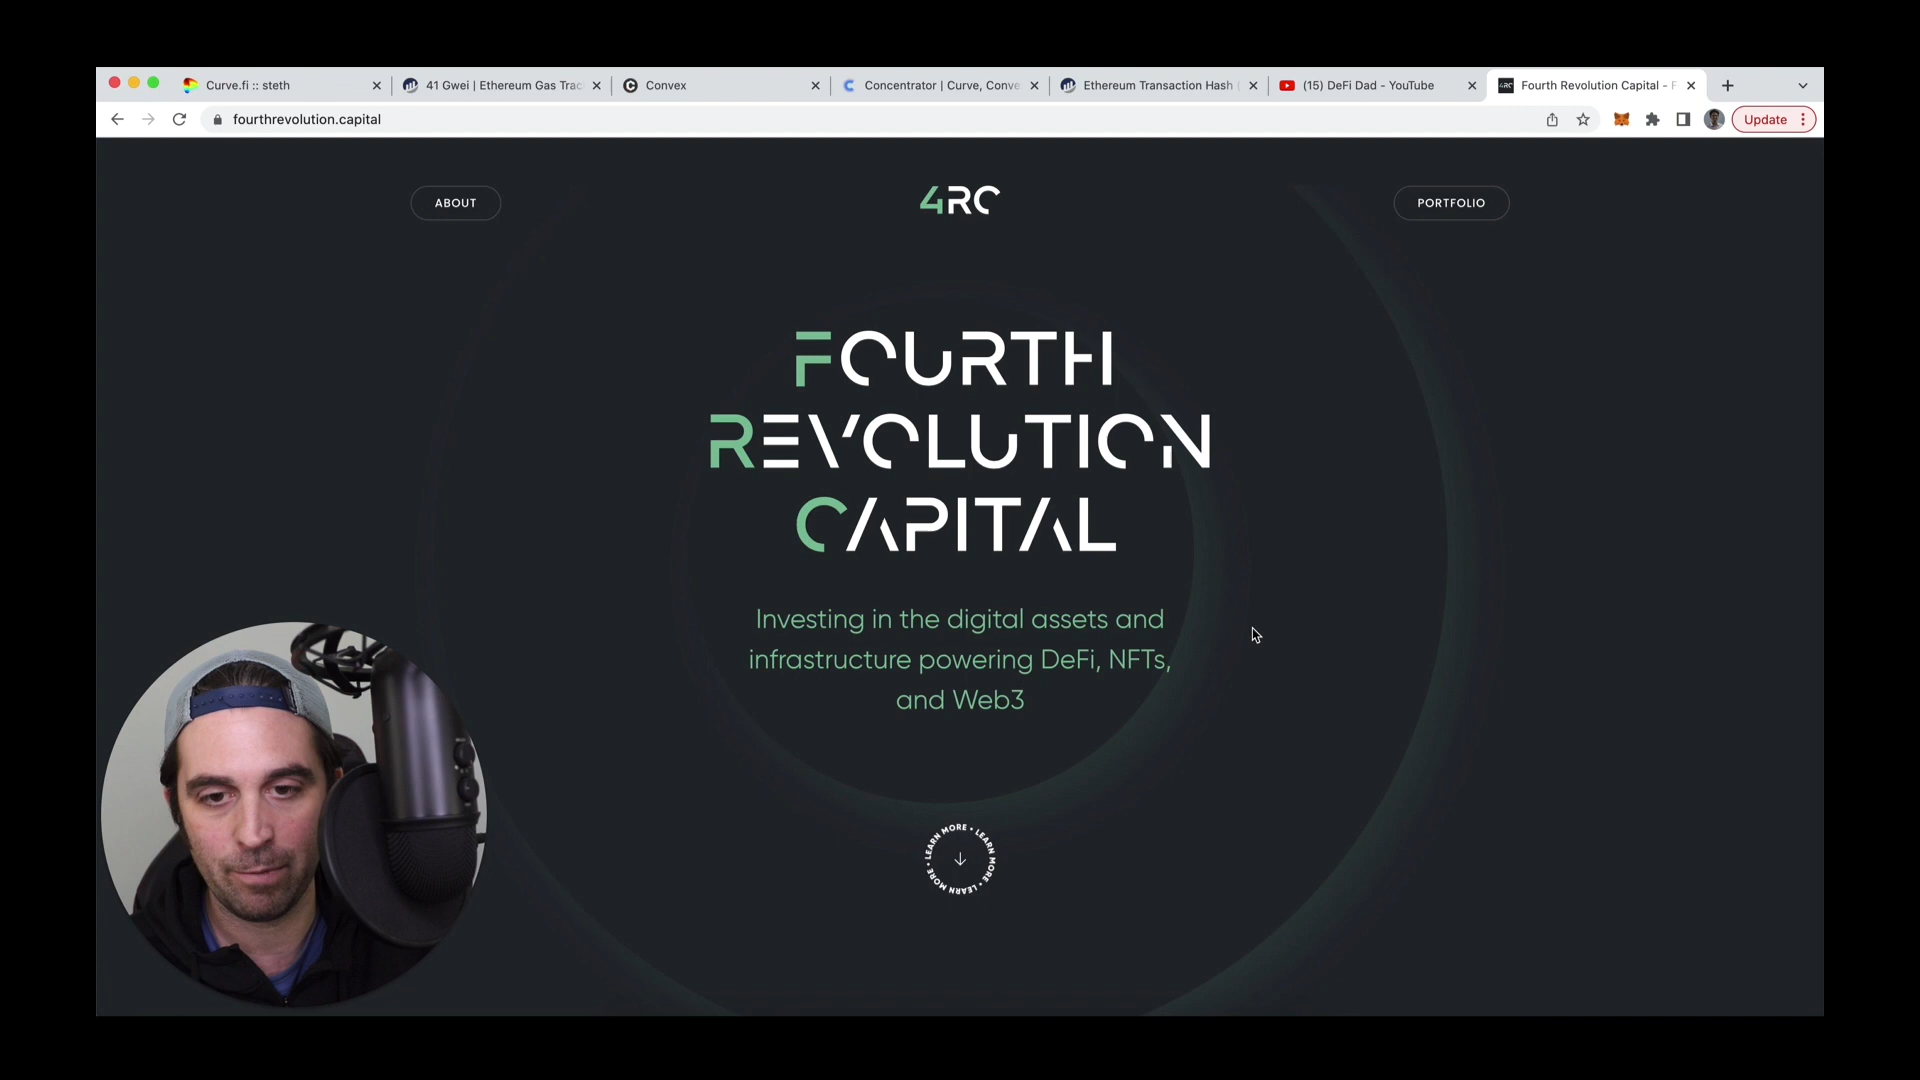 Curve.fi :: steth
41 Gwei | Ethereum Gas Trac
Convex
Concentrator | Curve, Conve
Ethereum Transaction Hash (
(15) DeFi Dad - YouTube
Fourth Revolution Capital - F
fourthrevolution.capital
Update
ABOUT
4RC
PORTFOLIO
FOURTH
REVOLUTION
CAPITAL
Investing in the digital assets and
infrastructure powering DeFi, NFTs,
and Web3
LEARN MORE • LEARN MORE • LEARN MORE •